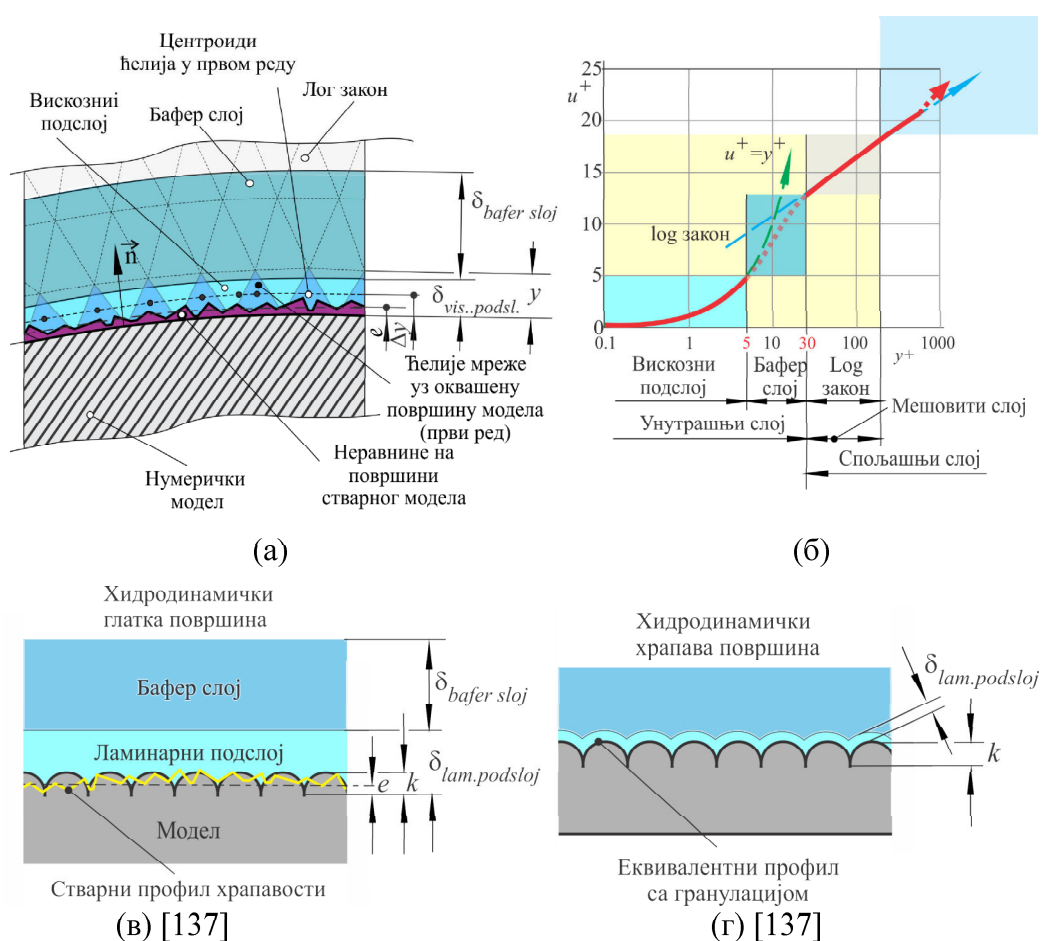 Центроиди
ћелија у првом реду
Лог закон
Вискозниј
подслој
Бафер слој
n
δbafer sloj
y
δvis..podsl.
e
Δy
Ћелије мреже
уз оквашену
површину модела
(први ред)
Неравнине на
површини
стварног модела
Нумерички
модел
(а)
25
u+
20
15
10
5
0
u+=y+
log закон
0.1
1
5
10
30
100
1000
y+
Вискозни
подслој
Бафер
слој
Log
закон
Мешовити слој
Унутрашњи слој
Спољашњи слој
(б)
Хидродинамички
глатка површина
Бафер слој
δbafer sloj
Ламинарни подслој
δlam.podsloj
e
k
Модел
Стварни профил храпавости
(в) [137]
Хидродинамички
храпава површина
δlam.podsloj
k
Еквивалентни профил
са гранулацијом
(г) [137]